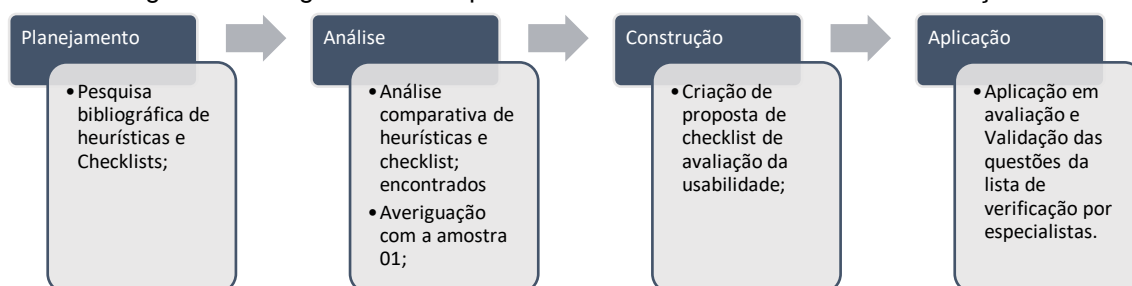 Planejamento
•Pesquisa
bibliográfica de
heurísticas e
Checklists;
Análise
•Análise
comparativa de
heurísticas e
checklist;
encontrados
•Averiguação
com a amostra
01;
Construção
•Criação de
proposta de
checklist de
avaliação da
usabilidade;
Aplicação
•Aplicação em
avaliação e
Validação das
questões da
lista de
verificação por
especialistas.